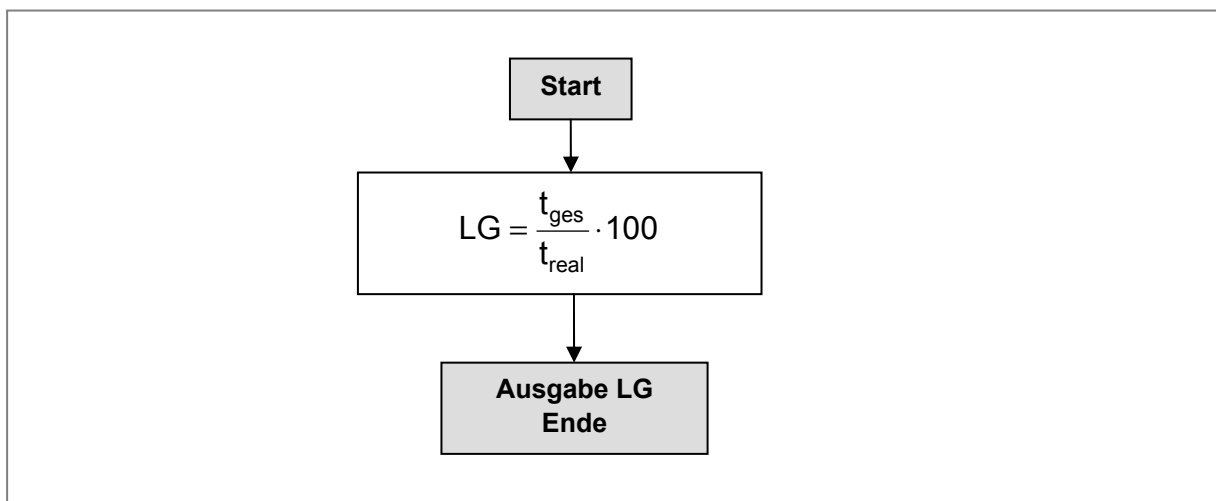 Start
LG = t_ges / t_real · 100
Ausgabe LG
Ende